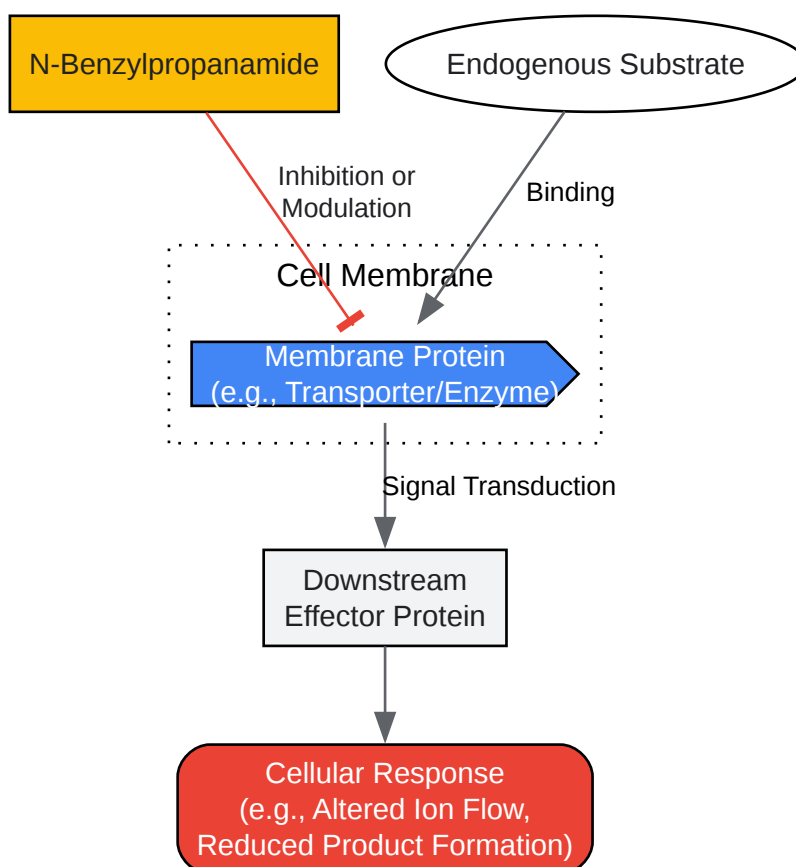 N-Benzylpropanamide
Endogenous Substrate
Inhibition or
Modulation
Binding
Cell Membrane
Membrane Protein
(e.g., Transporter/Enzyme)
Signal Transduction
Downstream
Effector Protein
Cellular Response
(e.g., Altered Ion Flow,
Reduced Product Formation)